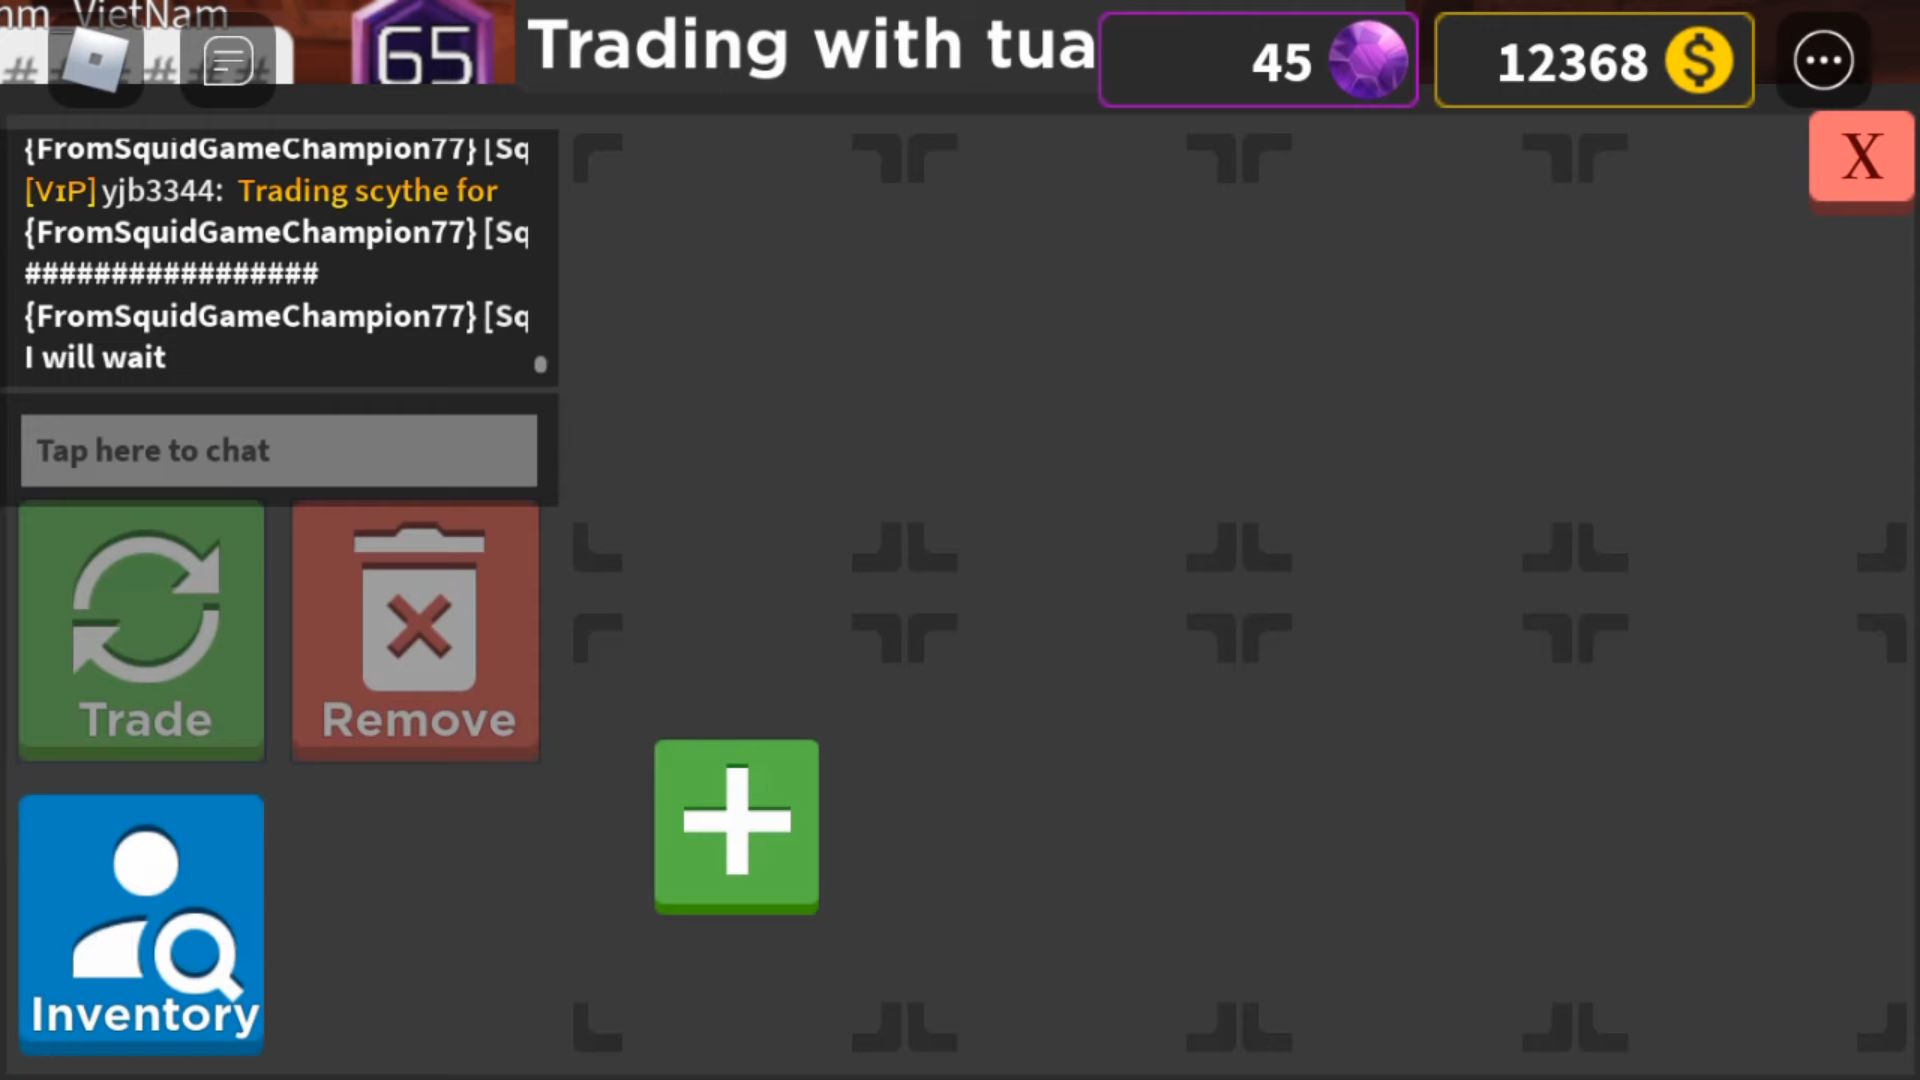 VietNam
# # # #
65
Trading with tua
45
12368
X
{FromSquidGameChampion77} [Sq
[VIP] yjb3344: Trading scythe for
{FromSquidGameChampion77} [Sq
#################
{FromSquidGameChampion77} [Sq
I will wait
Tap here to chat
Trade
Remove
Inventory